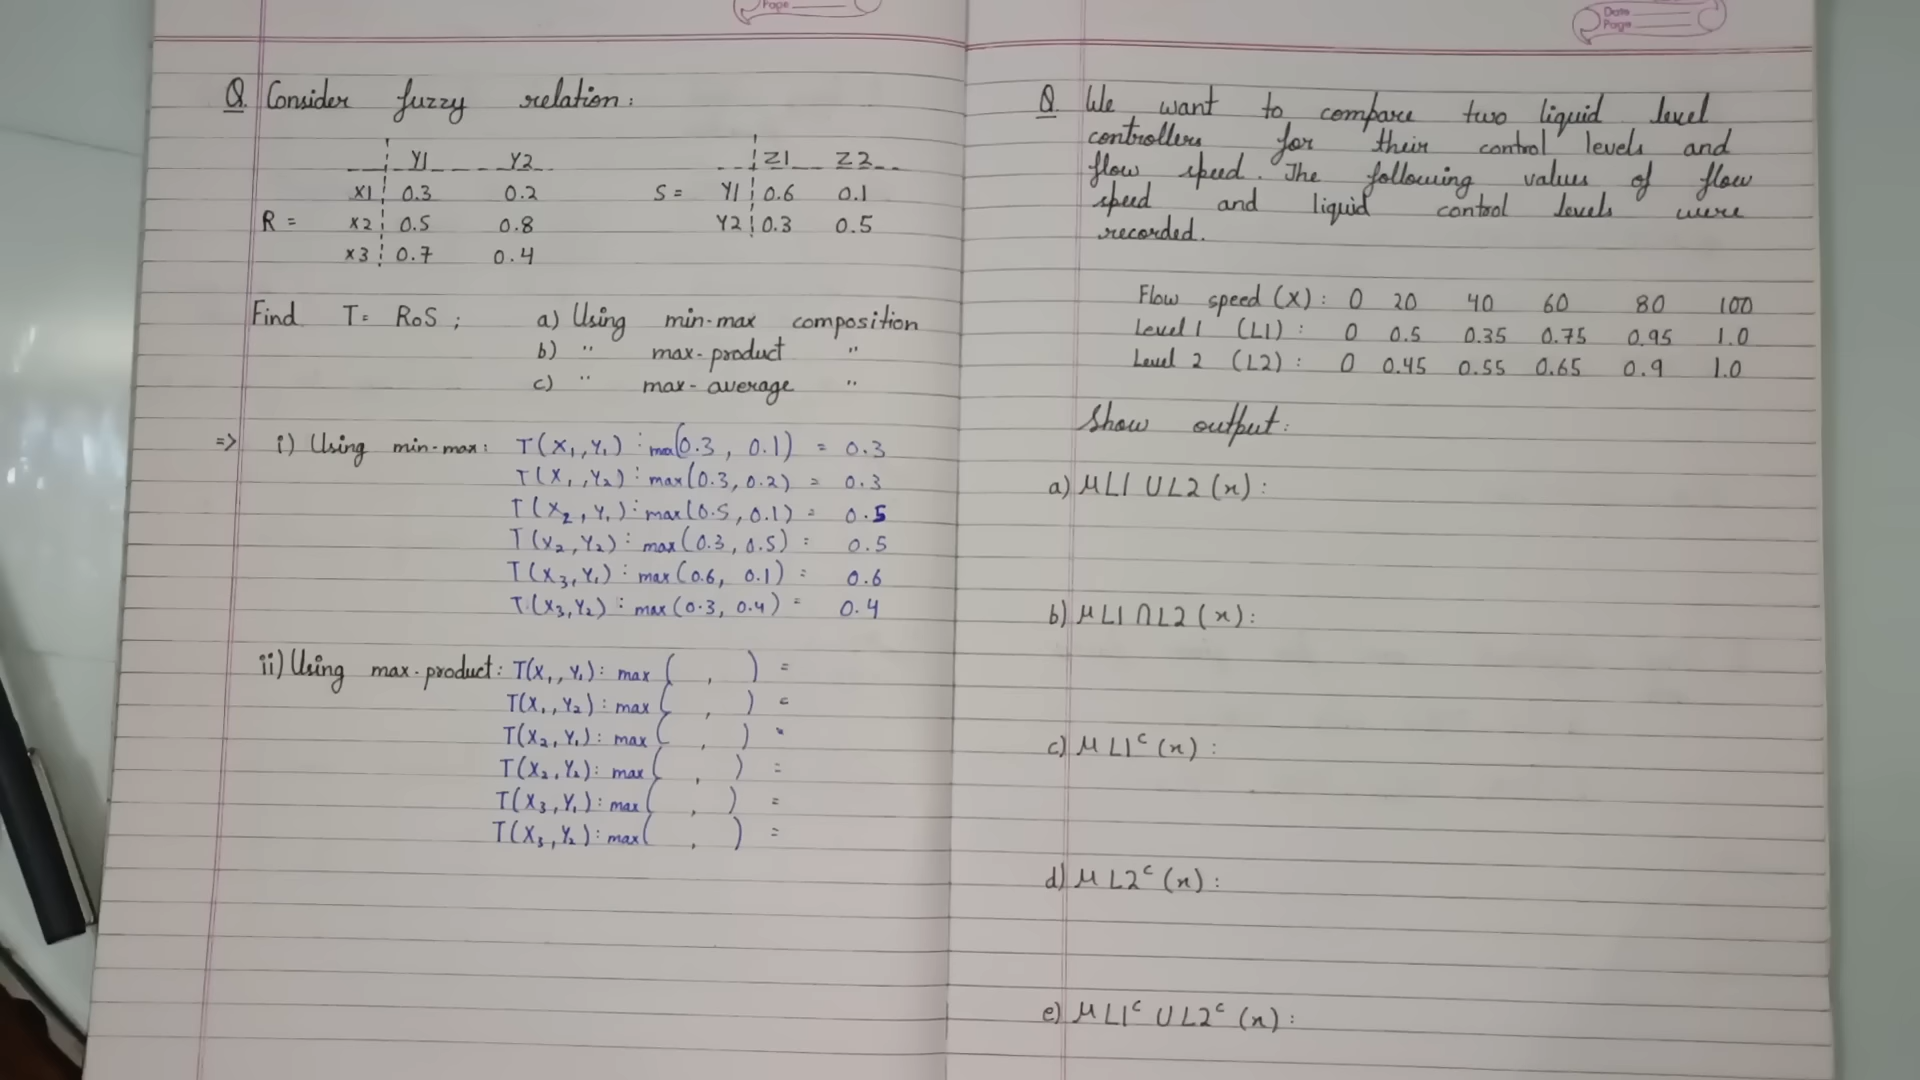 Page
Q. Consider fuzzy relation:
Y1 Y2
X1 0.3 0.2
R = X2 0.5 0.8
X3 0.7 0.4
Z1 Z2
S = Y1 0.6 0.1
Y2 0.3 0.5
Find T= RoS ; a) Using min-max composition
b) " max-product "
c) " max-average "
=> i) Using min-max: T(X₁,Y₁) : max(0.3, 0.1) = 0.3
T(X₁,Y₂) : max(0.3, 0.2) = 0.3
T(X₂,Y₁) : max(0.5, 0.1) = 0.5
T(X₂,Y₂) : max(0.3, 0.5) = 0.5
T(X₃,Y₁) : max(0.6, 0.1) = 0.6
T(X₃,Y₂) : max(0.3, 0.4) = 0.4
ii) Using max-product: T(X₁,Y₁): max ( , ) =
T(X₁,Y₂): max ( , ) =
T(X₂,Y₁): max ( , ) =
T(X₂,Y₂): max ( , ) =
T(X₃,Y₁): max ( , ) =
T(X₃,Y₂): max ( , ) =
Date
Page
Q. We want to compare two liquid level
controllers for their control levels and
flow speed. The following values of flow
speed and liquid control levels were
recorded.
Flow speed (X) : 0 20 40 60 80 100
Level 1 (L1) : 0 0.5 0.35 0.75 0.95 1.0
Level 2 (L2) : 0 0.45 0.55 0.65 0.9 1.0
Show output:
a) μL1 ∪ L2 (x) :
b) μL1 ∩ L2 (x) :
c) μL1ᶜ (x) :
d) μL2ᶜ (x) :
e) μL1ᶜ ∪ L2ᶜ (x) :